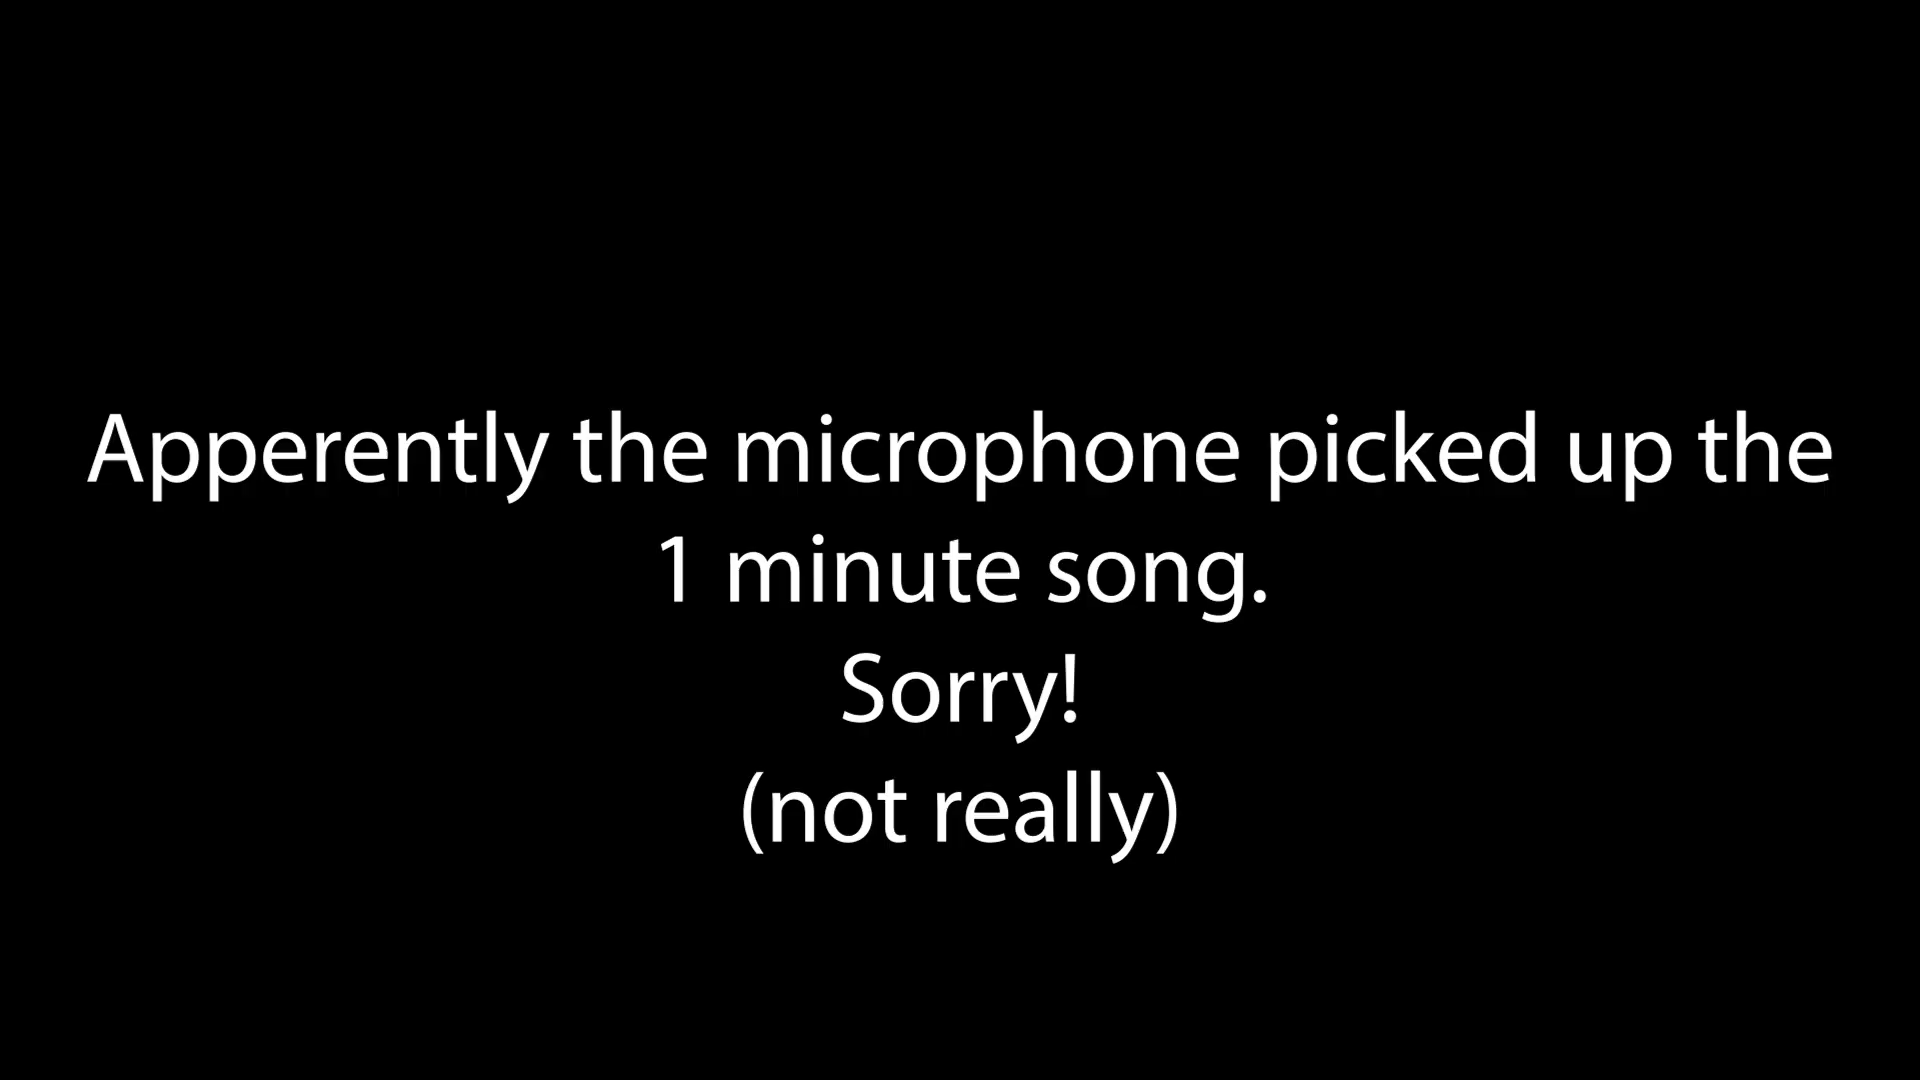 Apperently the microphone picked up the
1 minute song.
Sorry!
(not really)